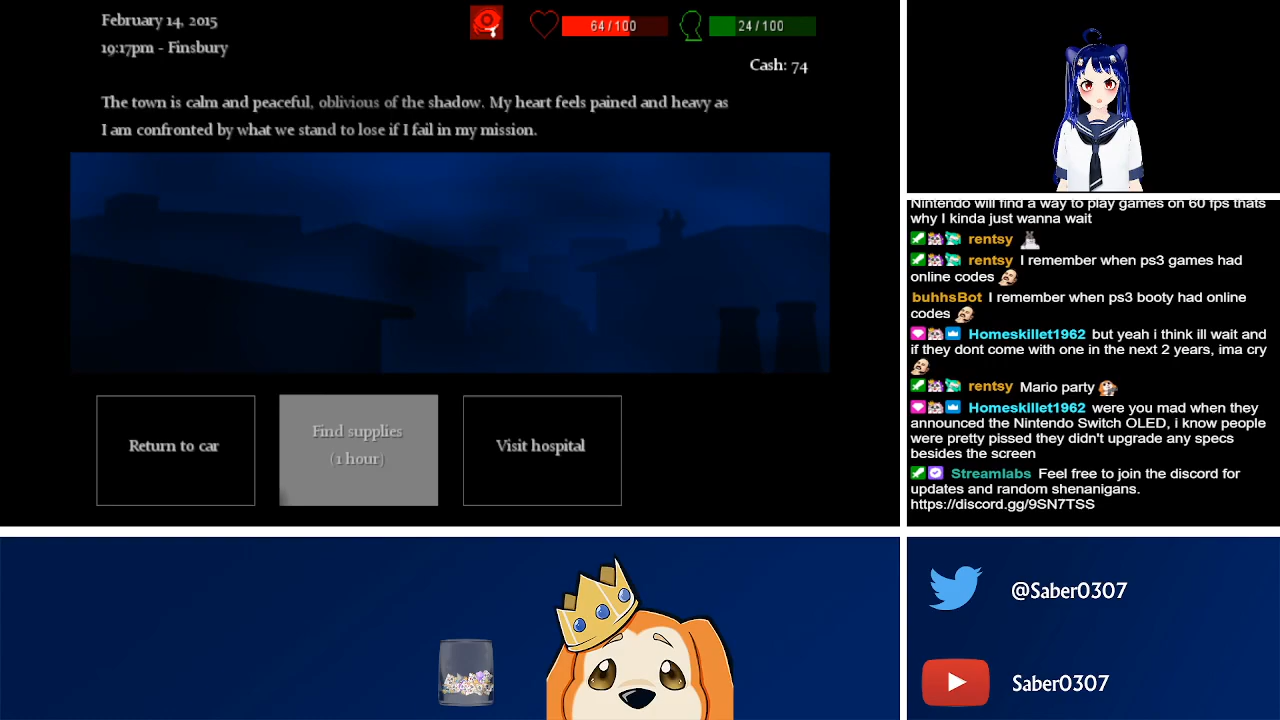 February 14, 2015
19:17pm - Finsbury
64/100
24/100
Cash: 74
The town is calm and peaceful, oblivious of the shadow. My heart feels pained and heavy as
I am confronted by what we stand to lose if I fail in my mission.
Return to car
Find supplies
(1 hour)
Visit hospital
Nintendo will find a way to play games on 60 fps thats
why I kinda just wanna wait
rentsy
rentsy I remember when ps3 games had
online codes
buhhsBot I remember when ps3 booty had online
codes
Homeskillet1962 but yeah i think ill wait and
if they dont come with one in the next 2 years, ima cry
rentsy Mario party
Homeskillet1962 were you mad when they
announced the Nintendo Switch OLED, i know people
were pretty pissed they didn't upgrade any specs
besides the screen
Streamlabs Feel free to join the discord for
updates and random shenanigans.
https://discord.gg/9SN7TSS
@Saber0307
Saber0307